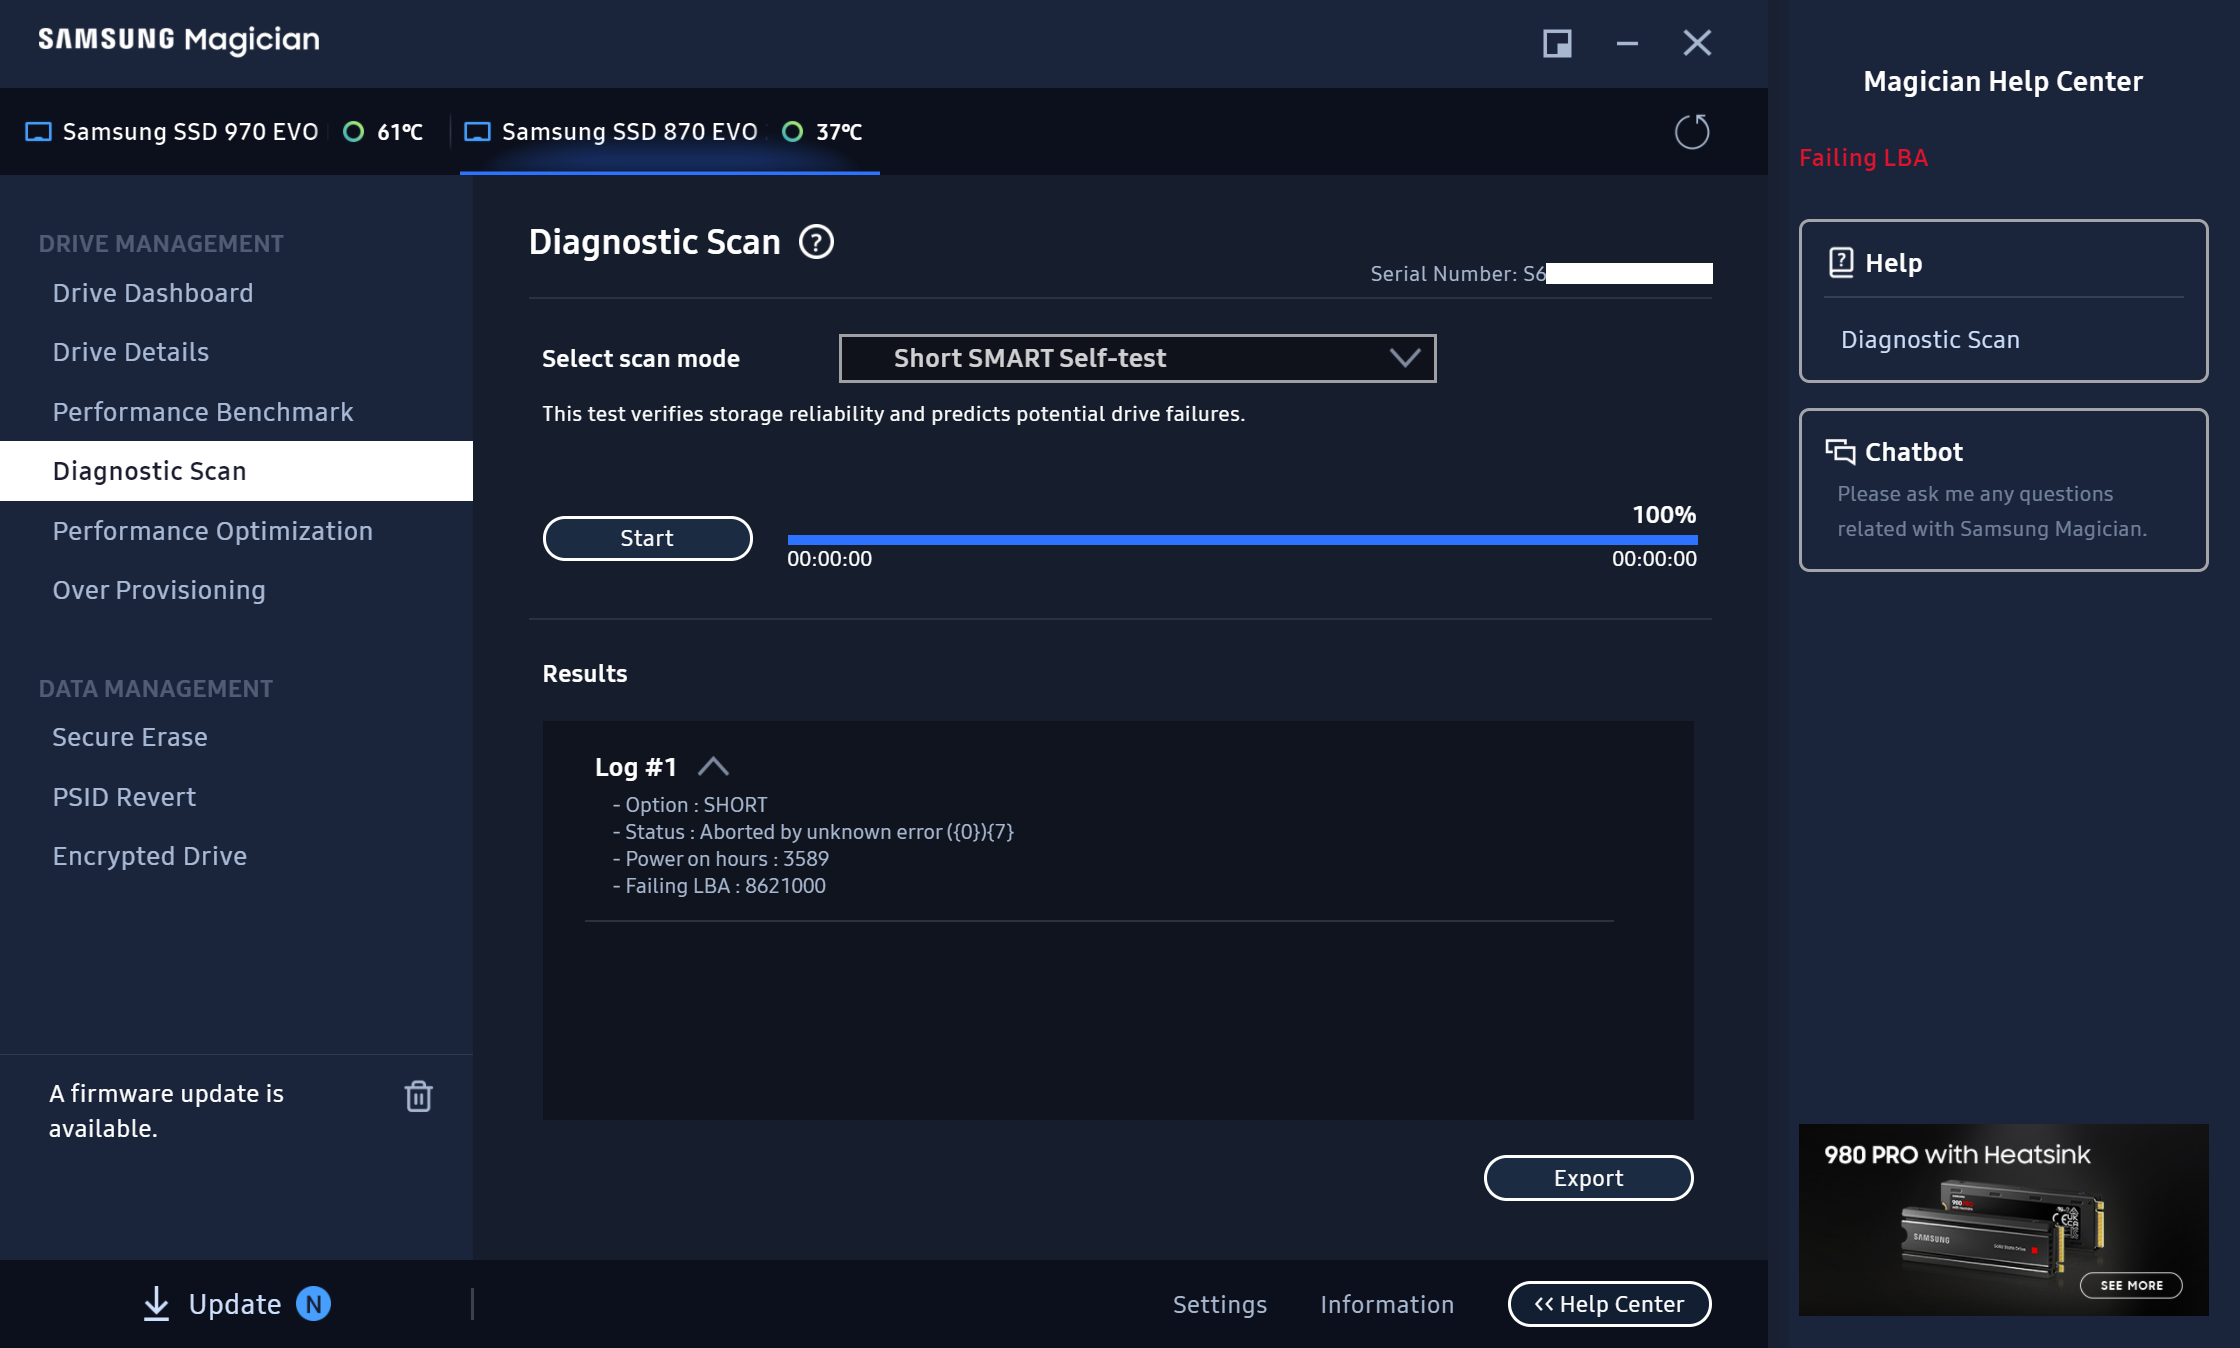 SAMSUNG Magician
Samsung SSD 970 EVO 61℃ Samsung SSD 870 EVO 37℃
DRIVE MANAGEMENT
Drive Dashboard
Drive Details
Performance Benchmark
Diagnostic Scan
Performance Optimization
Over Provisioning
DATA MANAGEMENT
Secure Erase
PSID Revert
Encrypted Drive
A firmware update is
available.
Update N
Diagnostic Scan ?
Serial Number: S6
Select scan mode Short SMART Self-test
This test verifies storage reliability and predicts potential drive failures.
100%
Start
00:00:00 00:00:00
Results
Log #1
- Option : SHORT
- Status : Aborted by unknown error ({0}){7}
- Power on hours : 3589
- Failing LBA : 8621000
Export
Settings Information << Help Center
Magician Help Center
Failing LBA
Help
Diagnostic Scan
Chatbot
Please ask me any questions
related with Samsung Magician.
980 PRO with Heatsink
SAMSUNG
SEE MORE